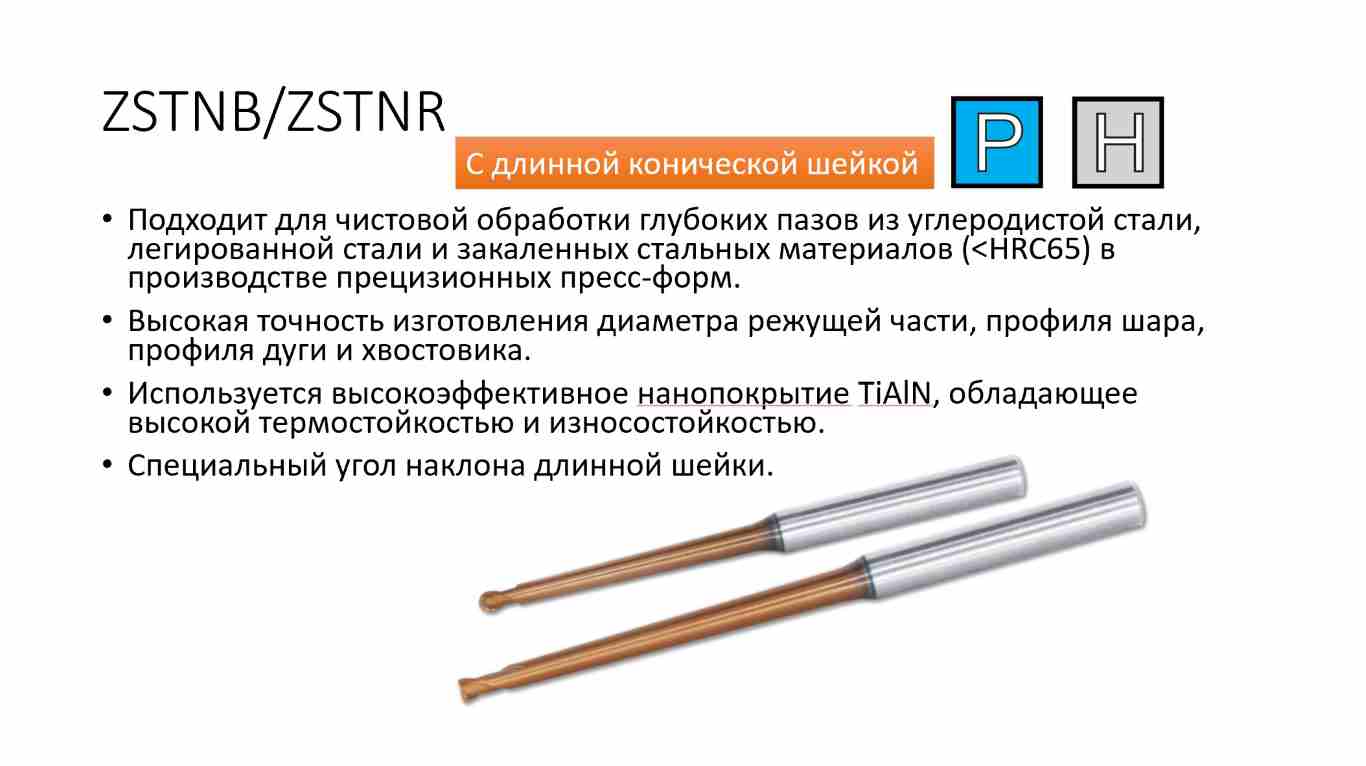 ZSTNB/ZSTNR
С длинной конической шейкой
P
H
• Подходит для чистовой обработки глубоких пазов из углеродистой стали,
легированной стали и закаленных стальных материалов (<HRC65) в
производстве прецизионных пресс-форм.
• Высокая точность изготовления диаметра режущей части, профиля шара,
профиля дуги и хвостовика.
• Используется высокоэффективное нанопокрытие TiAlN, обладающее
высокой термостойкостью и износостойкостью.
• Специальный угол наклона длинной шейки.